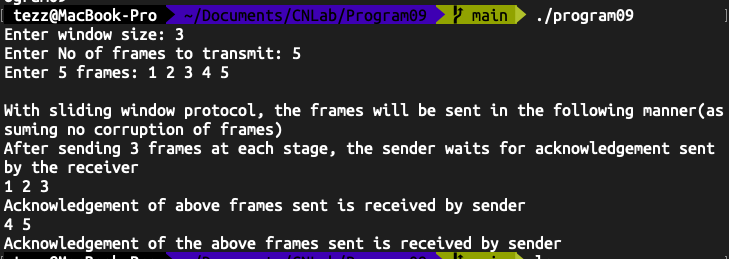 tezz@MacBook-Pro ~/Documents/CNLab/Program09 main ./program09
Enter window size: 3
Enter No of frames to transmit: 5
Enter 5 frames: 1 2 3 4 5
With sliding window protocol, the frames will be sent in the following manner(as
suming no corruption of frames)
After sending 3 frames at each stage, the sender waits for acknowledgement sent
by the receiver
1 2 3
Acknowledgement of above frames sent is received by sender
4 5
Acknowledgement of the above frames sent is received by sender